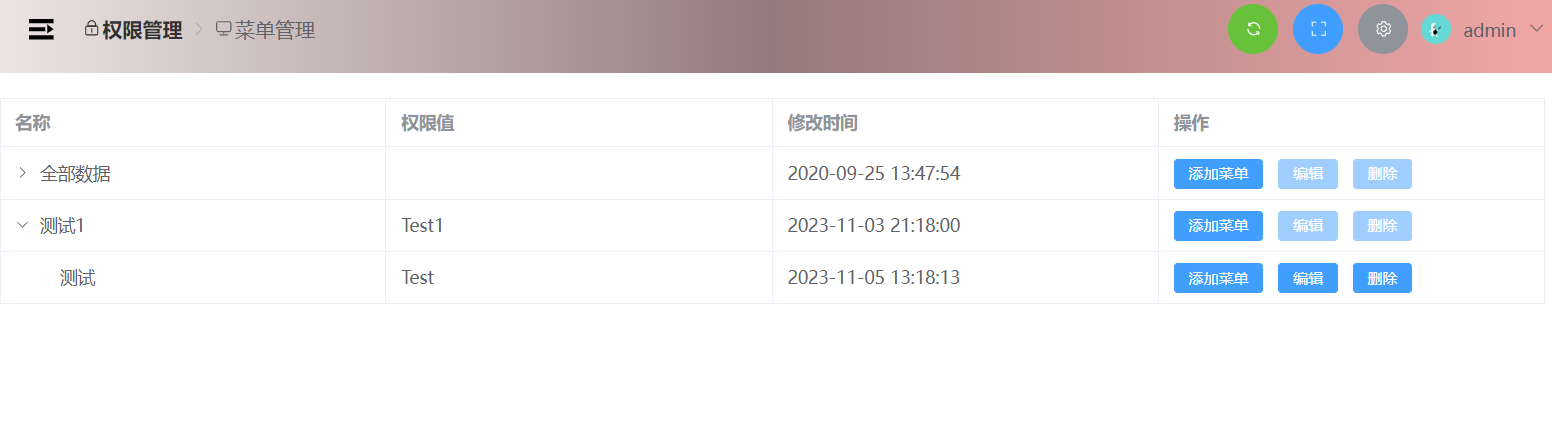 权限管理 菜单管理 admin
名称 权限值 修改时间 操作
全部数据 2020-09-25 13:47:54 添加菜单 编辑 删除
测试1 Test1 2023-11-03 21:18:00 添加菜单 编辑 删除
测试 Test 2023-11-05 13:18:13 添加菜单 编辑 删除